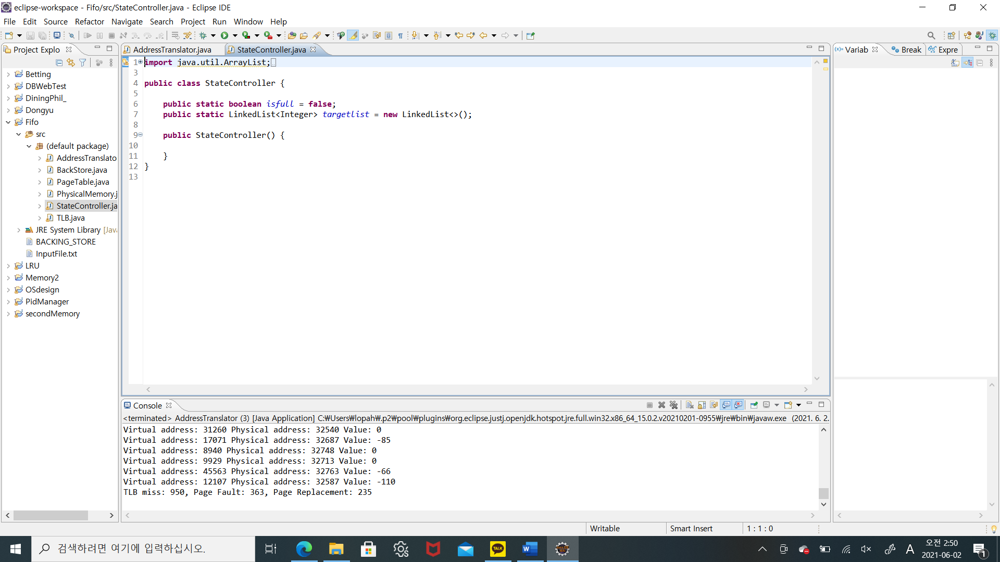 eclipse-workspace - Fifo/src/StateController.java - Eclipse IDE
File Edit Source Refactor Navigate Search Project Run Window Help
Project Explo
AddressTranslator.java StateController.java
Variab Break Expre
Betting
DBWebTest
DiningPhil_
Dongyu
Fifo
src
(default package)
AddressTranslato
BackStore.java
PageTable.java
PhysicalMemory.j
StateController.ja
TLB.java
JRE System Library [Java
BACKING_STORE
InputFile.txt
LRU
Memory2
OSdesign
PidManager
secondMemory
1 import java.util.ArrayList;
3
4 public class StateController {
5
6 public static boolean isfull = false;
7 public static LinkedList<Integer> targetlist = new LinkedList<>();
8
9 public StateController() {
10
11 }
12 }
13
Console
<terminated> AddressTranslator (3) [Java Application] C:₩Users₩lopah₩.p2₩pool₩plugins₩org.eclipse.justj.openjdk.hotspot.jre.full.win32.x86_64_15.0.2.v20210201-0955₩jre₩bin₩javaw.exe (2021. 6. 2.
Virtual address: 31260 Physical address: 32540 Value: 0
Virtual address: 17071 Physical address: 32687 Value: -85
Virtual address: 8940 Physical address: 32748 Value: 0
Virtual address: 9929 Physical address: 32713 Value: 0
Virtual address: 45563 Physical address: 32763 Value: -66
Virtual address: 12107 Physical address: 32587 Value: -110
TLB miss: 950, Page Fault: 363, Page Replacement: 235
Writable Smart Insert 1 : 1 : 0
검색하려면 여기에 입력하십시오.
TALK
W
A
오전 2:50
2021-06-02
1